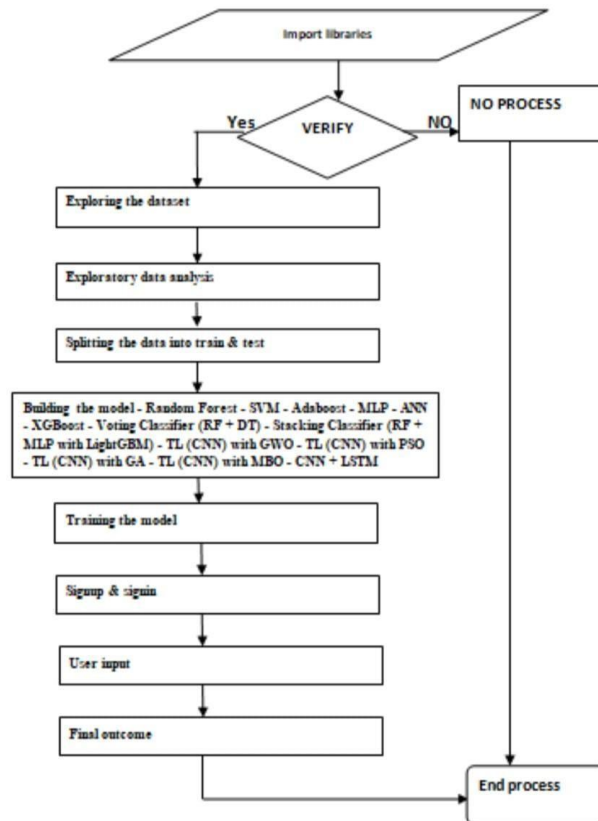 Import libraries
VERIFY
Yes
NO
NO PROCESS
Exploring the dataset
Exploratory data analysis
Splitting the data into train & test
Building the model - Random Forest - SVM - Adaboost - MLP - ANN
- XGBoost - Voting Classifier (RF + DT) - Stacking Classifier (RF +
MLP with LightGBM) - TL (CNN) with GWO - TL (CNN) with PSO
- TL (CNN) with GA - TL (CNN) with MBO - CNN + LSTM
Training the model
Signup & signin
User input
Final outcome
End process